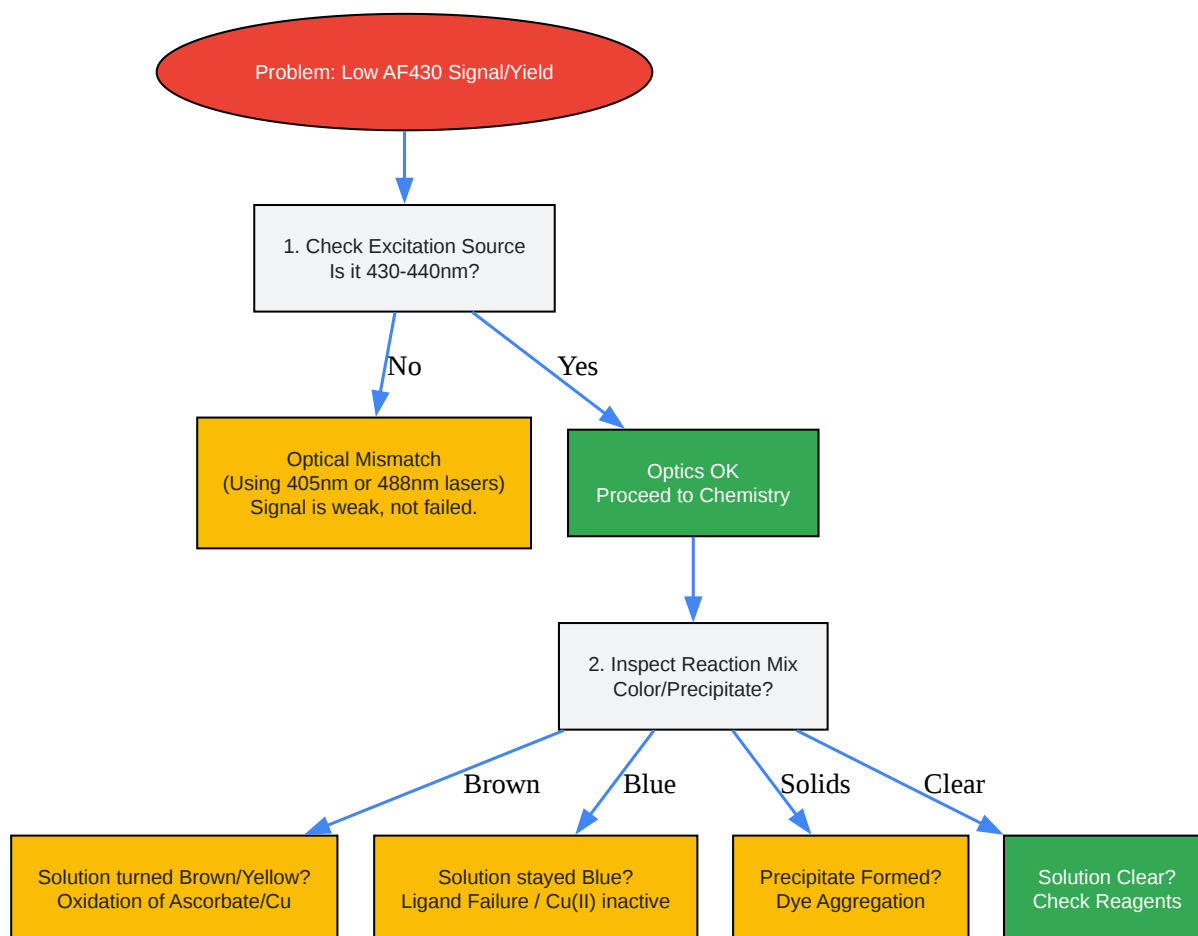 Problem: Low AF430 Signal/Yield
1. Check Excitation Source
Is it 430-440nm?
No
Yes
Optical Mismatch
(Using 405nm or 488nm lasers)
Signal is weak, not failed.
Optics OK
Proceed to Chemistry
2. Inspect Reaction Mix
Color/Precipitate?
Brown
Blue
Solids
Clear
Solution turned Brown/Yellow?
Oxidation of Ascorbate/Cu
Solution stayed Blue?
Ligand Failure / Cu(II) inactive
Precipitate Formed?
Dye Aggregation
Solution Clear?
Check Reagents